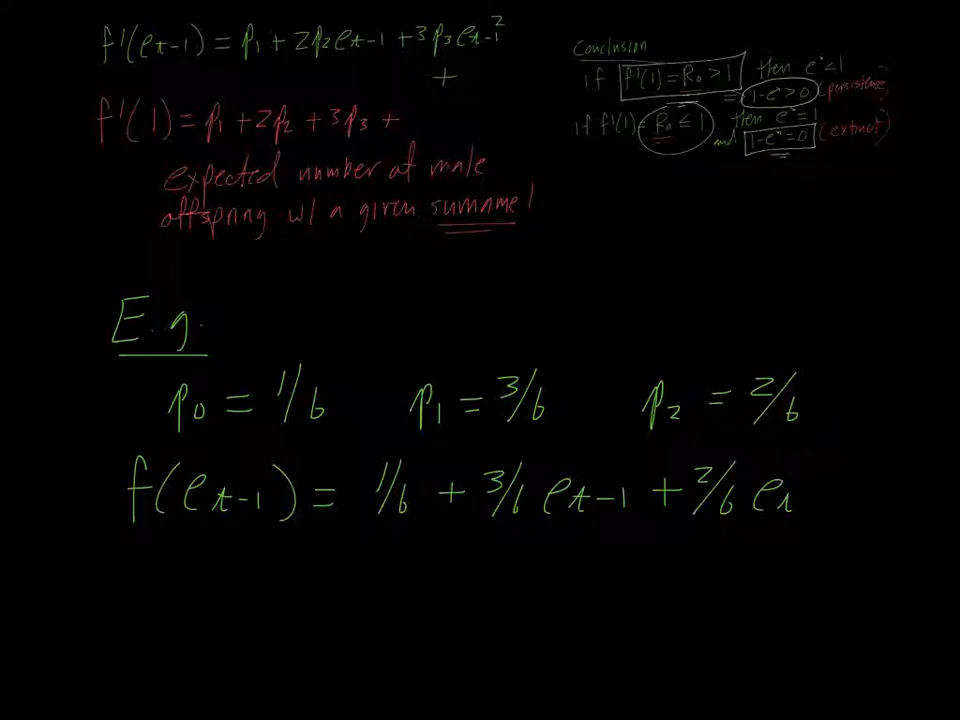 f'(e_{t-1}) = p_1 + 2p_2 e_{t-1} + 3p_3 e_{t-1}^2
+
f'(1) = p_1 + 2p_2 + 3p_3 +
expected number of male
offspring w/ a given surname!
Conclusion
if f'(1) = R_0 > 1 then e* < 1
⇒ 1-e* > 0 (persistence)
if f'(1) = R_0 ≤ 1 then e* = 1
and 1-e* = 0 (extinct)
E.g.
p_0 = 1/6 p_1 = 3/6 p_2 = 2/6
f(e_{t-1}) = 1/6 + 3/6 e_{t-1} + 2/6 e_t